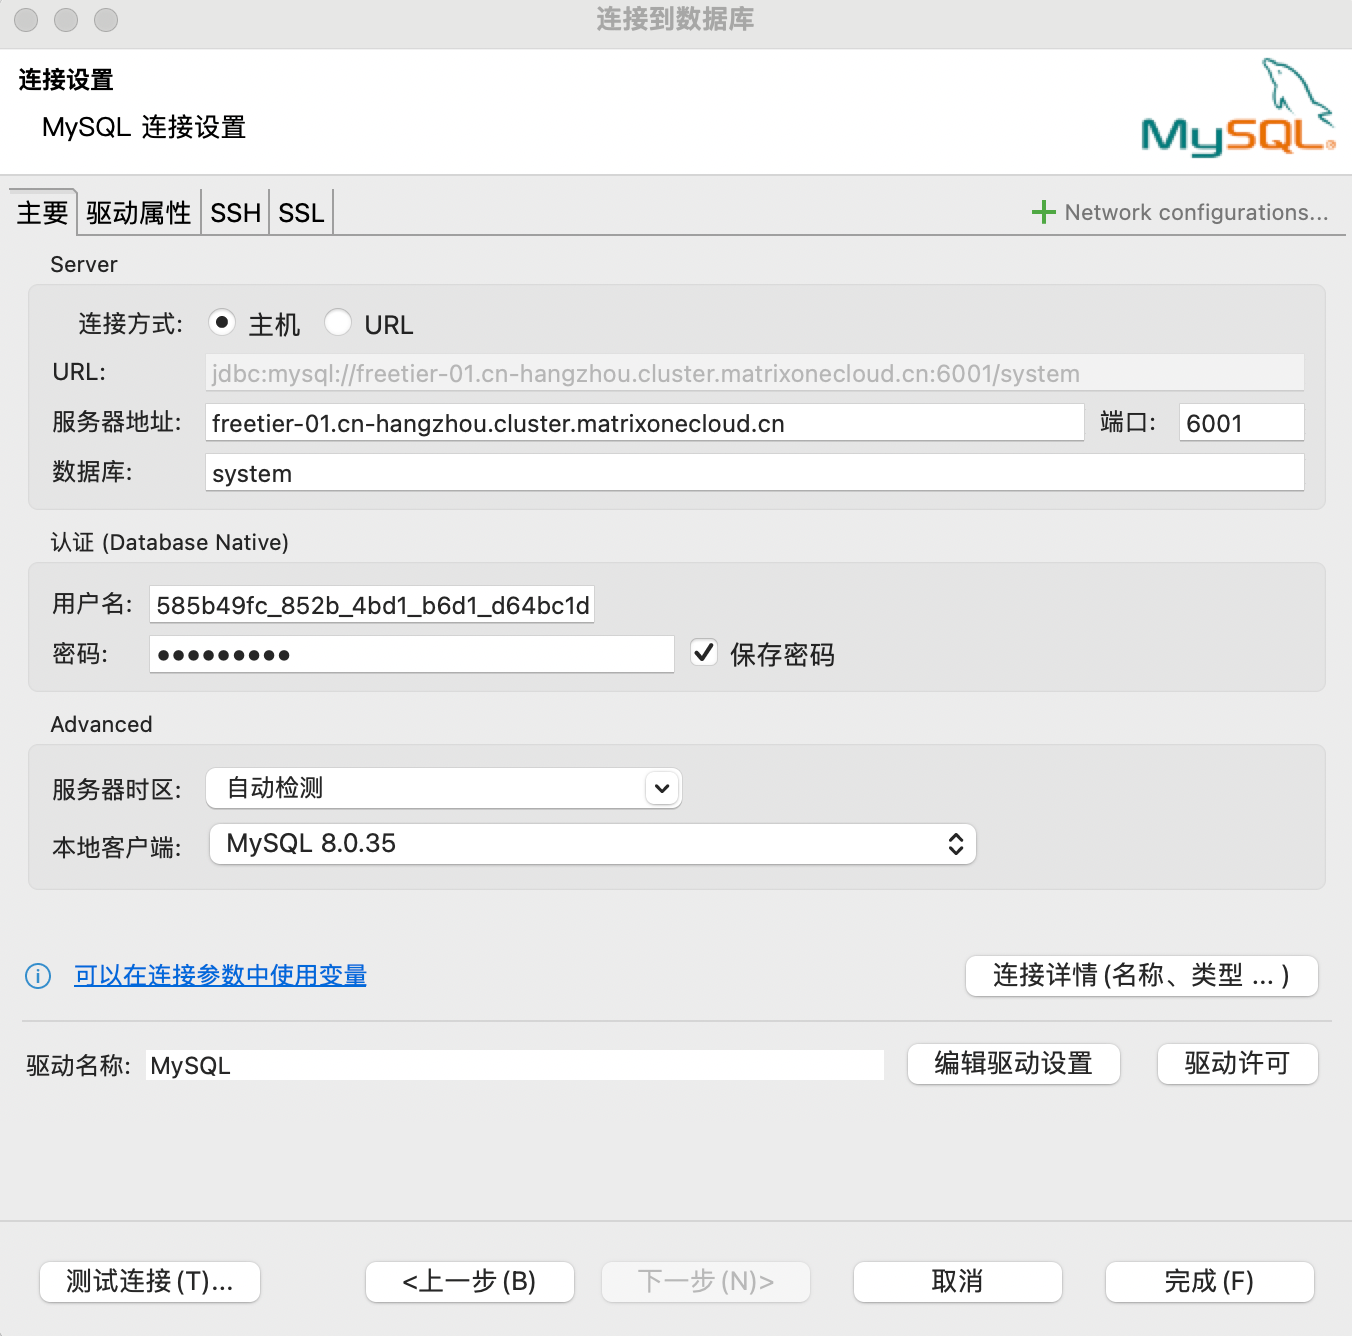 连接到数据库
连接设置
MySQL 连接设置
MySQL®
主要 驱动属性 SSH SSL Network configurations...
Server
连接方式: 主机 URL
URL: jdbc:mysql://freetier-01.cn-hangzhou.cluster.matrixonecloud.cn:6001/system
服务器地址: freetier-01.cn-hangzhou.cluster.matrixonecloud.cn 端口: 6001
数据库: system
认证 (Database Native)
用户名: 585b49fc_852b_4bd1_b6d1_d64bc1d
密码: ●●●●●●●●● 保存密码
Advanced
服务器时区: 自动检测
本地客户端: MySQL 8.0.35
可以在连接参数中使用变量 连接详情(名称、类型 ... )
驱动名称: MySQL 编辑驱动设置 驱动许可
测试连接(T)... <上一步(B) 下一步(N)> 取消 完成(F)